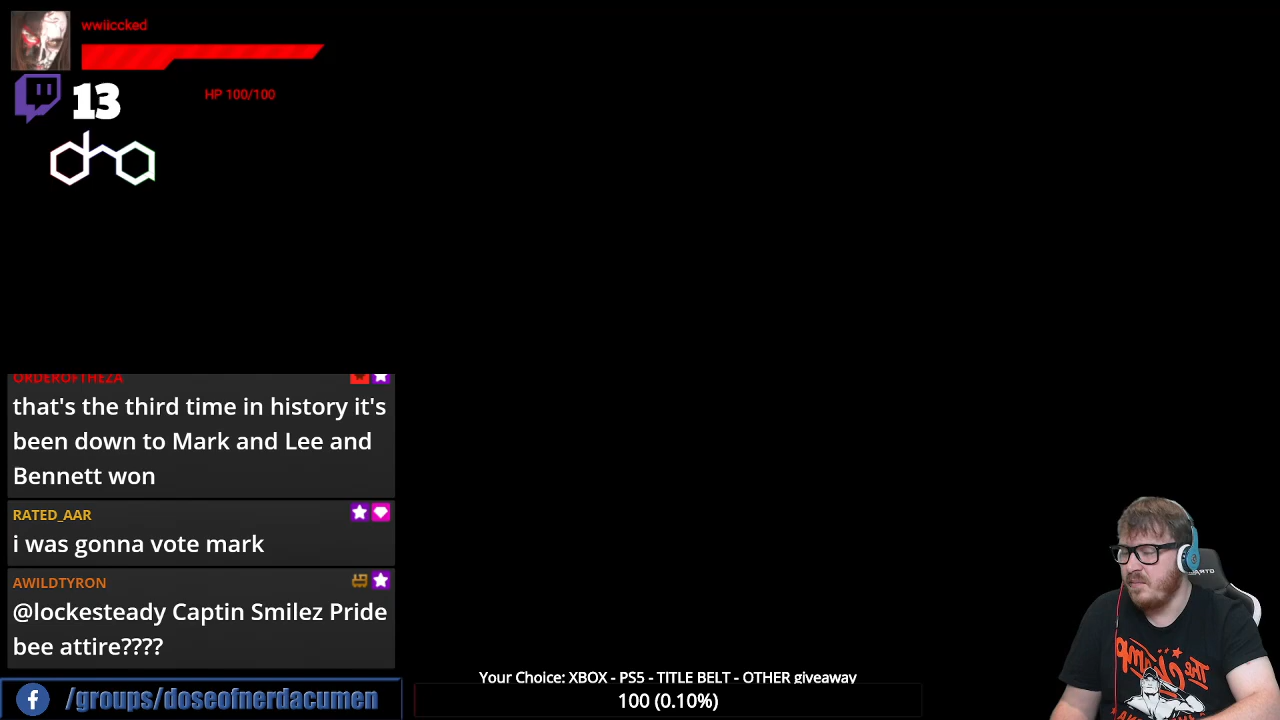 wwiiccked
HP 100/100
13
dna
ORDEROFTHEZA
that's the third time in history it's
been down to Mark and Lee and
Bennett won
RATED_AAR
i was gonna vote mark
AWILDTYRON
@lockesteady Captin Smilez Pride
bee attire????
/groups/doseofnerdacumen
Your Choice: XBOX - PS5 - TITLE BELT - OTHER giveaway
100 (0.10%)